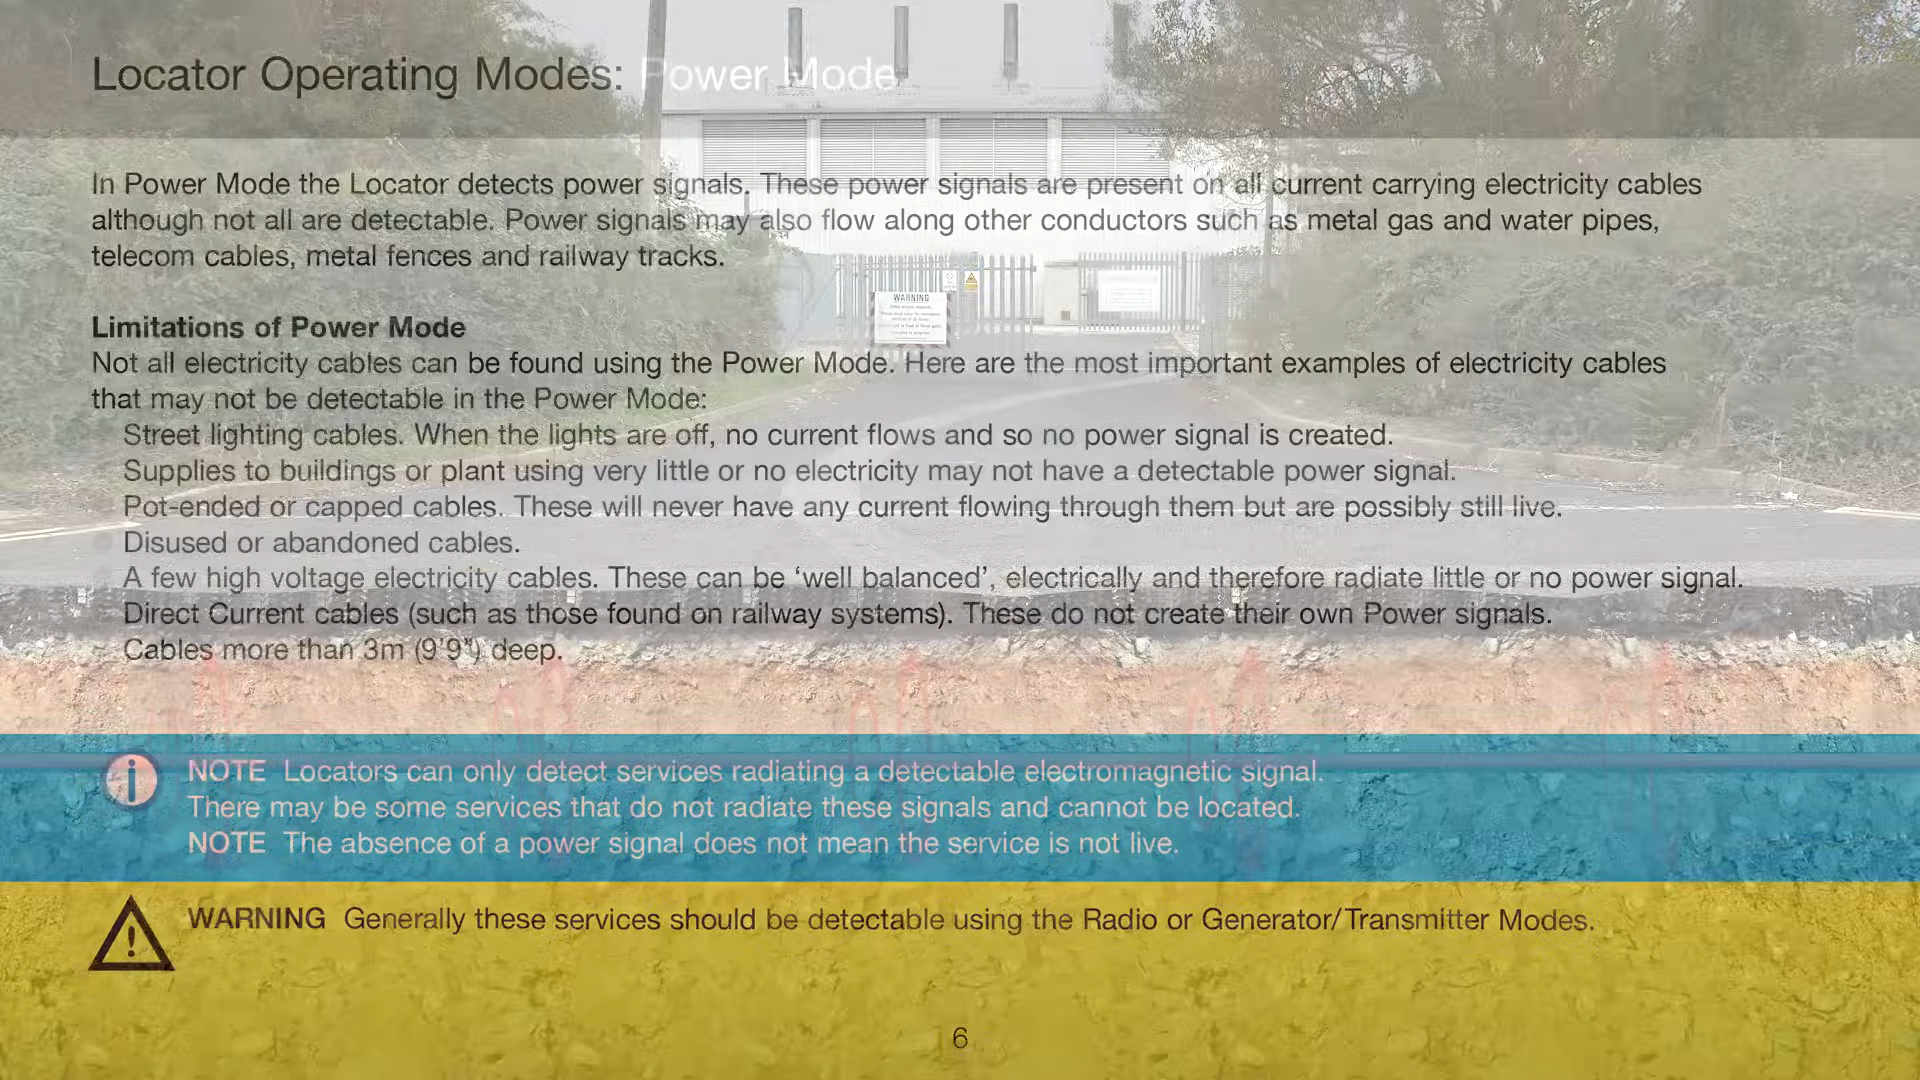 Locator Operating Modes: Power Mode
In Power Mode the Locator detects power signals. These power signals are present on all current carrying electricity cables
although not all are detectable. Power signals may also flow along other conductors such as metal gas and water pipes,
telecom cables, metal fences and railway tracks.
WARNING
Limitations of Power Mode
Not all electricity cables can be found using the Power Mode. Here are the most important examples of electricity cables
that may not be detectable in the Power Mode:
Street lighting cables. When the lights are off, no current flows and so no power signal is created.
Supplies to buildings or plant using very little or no electricity may not have a detectable power signal.
Pot-ended or capped cables. These will never have any current flowing through them but are possibly still live.
Disused or abandoned cables.
A few high voltage electricity cables. These can be ‘well balanced’, electrically and therefore radiate little or no power signal.
Direct Current cables (such as those found on railway systems). These do not create their own Power signals.
Cables more than 3m (9’9”) deep.
NOTE Locators can only detect services radiating a detectable electromagnetic signal.
There may be some services that do not radiate these signals and cannot be located.
NOTE The absence of a power signal does not mean the service is not live.
WARNING Generally these services should be detectable using the Radio or Generator/Transmitter Modes.
6